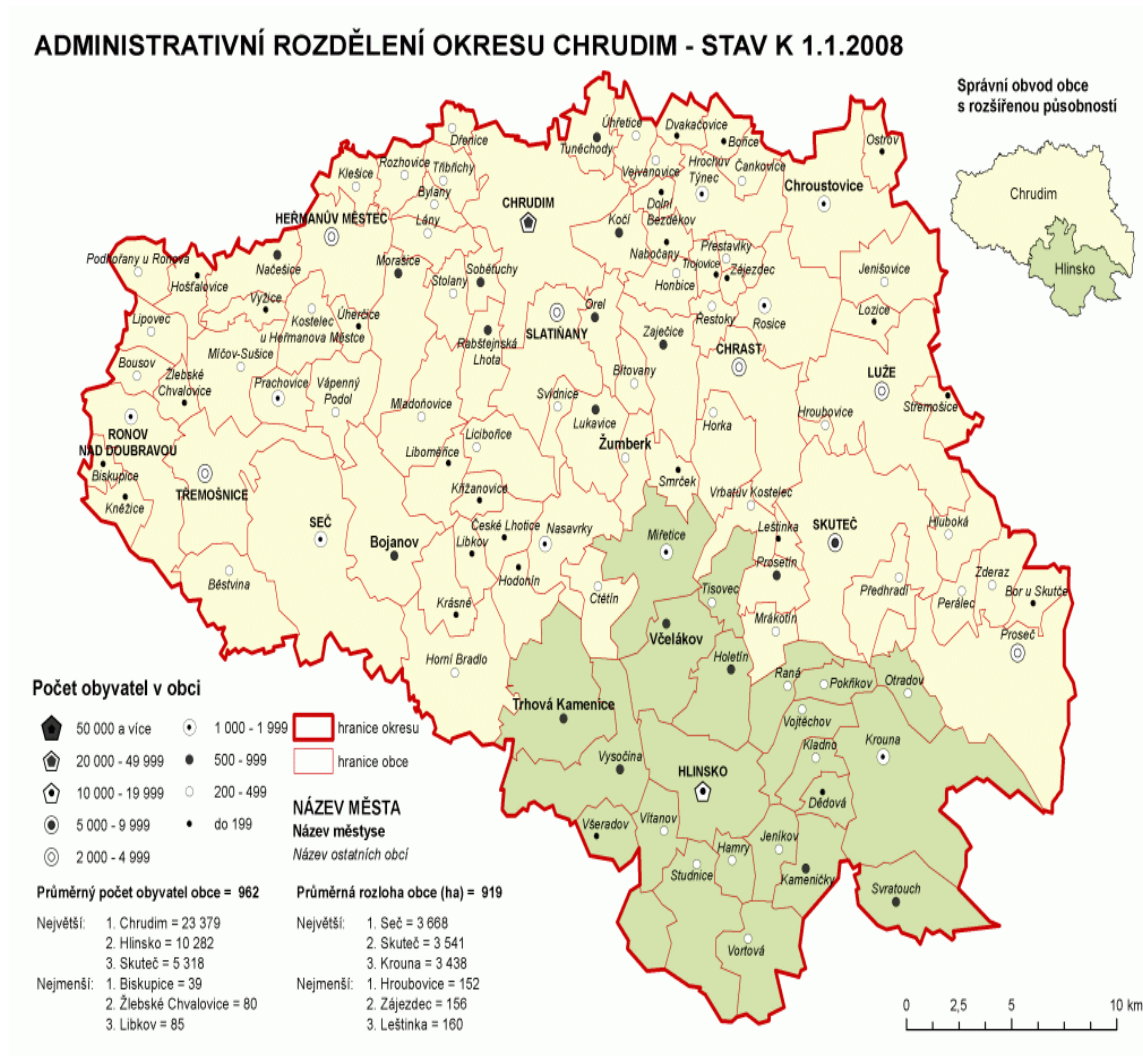 ADMINISTRATIVNÍ ROZDĚLENÍ OKRESU CHRUDIM - STAV K 1.1.2008
Správní obvod obce
s rozšířenou působností
Chrudim
Hlinsko
Dřenice
Úhřetice
Dvakačovice
Bořice
Tuněchody
Ostrov
Klešice
Rozhovice
Třibřichy
Bylany
Vejvanovice
Hrochův
Týnec
Čankovice
Chroustovice
CHRUDIM
HEŘMANŮV MĚSTEC
Lány
Kočí
Dolní
Bezděkov
Nabočany
Přestavlky
Trojovice
Zájezdec
Honbice
Jenišovice
Podhořany u Ronova
Hošťalovice
Načešice
Morašice
Stolany
Sobětuchy
Orel
Řestoky
Rosice
Lozice
Lipovec
Vyžice
Kostelec
u Heřmanova Městce
Úherčice
SLATIŇANY
Rabštejnská
Lhota
Zaječice
CHRAST
Bousov
Míčov-Sušice
Žlebské
Chvalovice
Prachovice
Vápenný
Podol
Bítovany
LUŽE
Střemošice
RONOV
NAD DOUBRAVOU
Mladoňovice
Svídnice
Lukavice
Horka
Hroubovice
Biskupice
Kněžice
TŘEMOŠNICE
Liboměřice
Licibořice
Žumberk
Smrček
Křižanovice
Vrbatův Kostelec
SEČ
Bojanov
České Lhotice
Libkov
Nasavrky
Hodonín
Miřetice
Leštinka
SKUTEČ
Hluboká
Prosetín
Běstvina
Krásné
Ctětín
Tisovec
Předhradí
Perálec
Zderaz
Bor u Skutče
Mrákotín
Proseč
Včelákov
Holetín
Horní Bradlo
Raná
Pokřikov
Otradov
Trhová Kamenice
Vojtěchov
Krouna
Kladno
Vysočina
HLINSKO
Dědová
Všeradov
Vítanov
Jeníkov
Hamry
Studnice
Kameničky
Svratouch
Vortová
Počet obyvatel v obci
50 000 a více
20 000 - 49 999
10 000 - 19 999
5 000 - 9 999
2 000 - 4 999
1 000 - 1 999
500 - 999
200 - 499
do 199
hranice okresu
hranice obce
NÁZEV MĚSTA
Název městyse
Název ostatních obcí
Průměrný počet obyvatel obce = 962
Největší: 1. Chrudim = 23 379
2. Hlinsko = 10 282
3. Skuteč = 5 318
Nejmenší: 1. Biskupice = 39
2. Žlebské Chvalovice = 80
3. Libkov = 85
Průměrná rozloha obce (ha) = 919
Největší: 1. Seč = 3 668
2. Skuteč = 3 541
3. Krouna = 3 438
Nejmenší: 1. Hroubovice = 152
2. Zájezdec = 156
3. Leštinka = 160
0 2,5 5 10 km